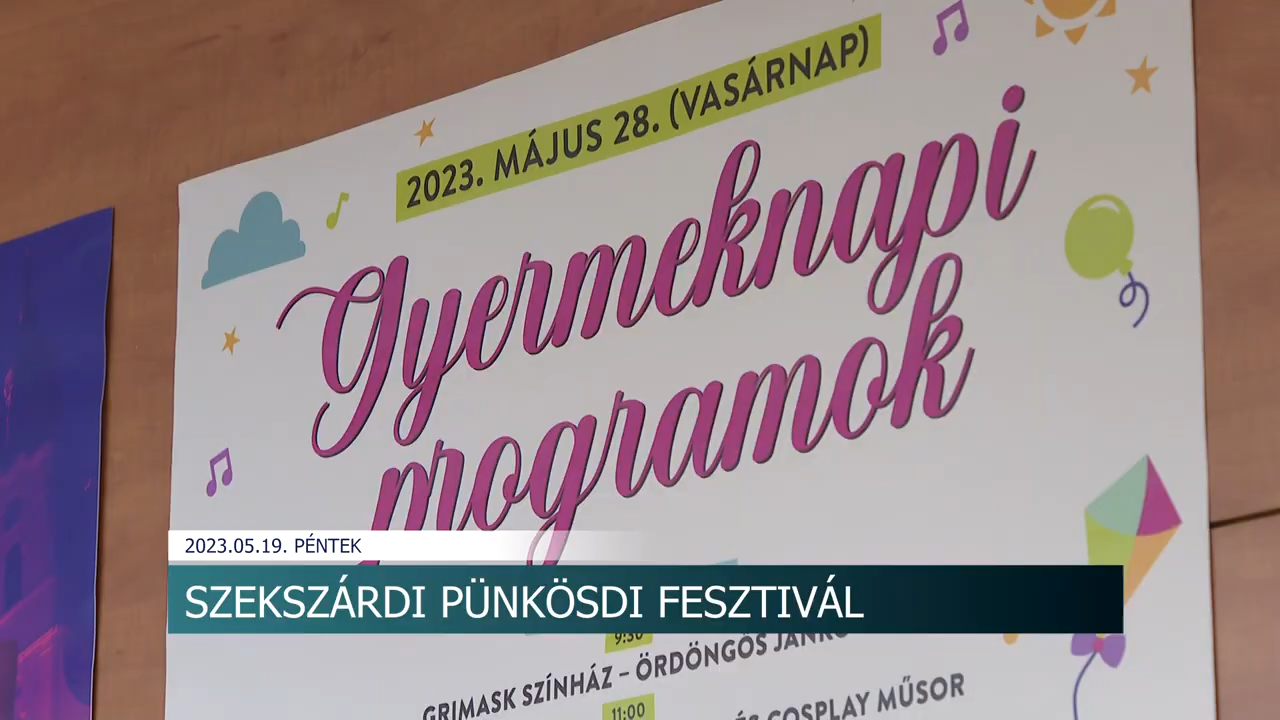 2023. MÁJUS 28. (VASÁRNAP)
Gyermeknapi
programok
2023.05.19. PÉNTEK
SZEKSZÁRDI PÜNKÖSDI FESZTIVÁL
9:30
GRIMASK SZÍNHÁZ – ÖRDÖNGÖS
11:00
COSPLAY MŰSOR